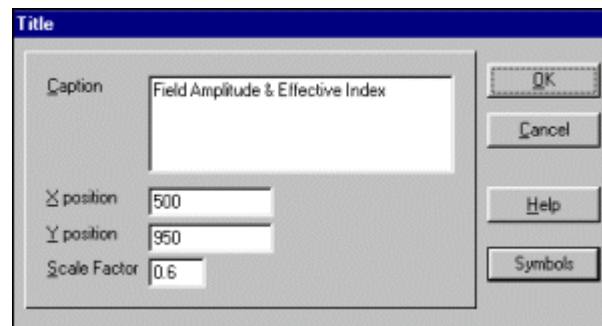 Title
Caption
Field Amplitude & Effective Index
X position
500
Y position
950
Scale Factor
0.6
OK
Cancel
Help
Symbols